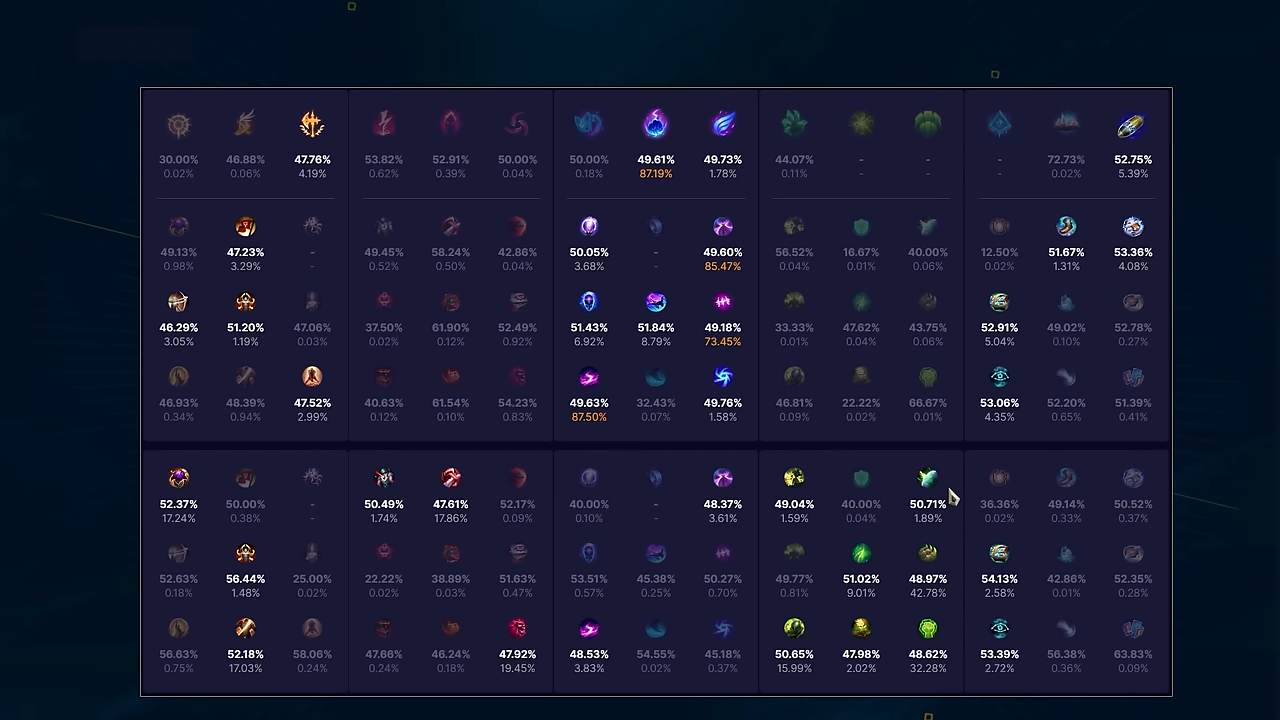 30.00% 46.88% 47.76% 53.82% 52.91% 50.00% 50.00% 49.61% 49.73% 44.07% - - - 72.73% 52.75%
0.02% 0.06% 4.19% 0.62% 0.39% 0.04% 0.18% 87.19% 1.78% 0.11% - - - 0.02% 5.39%
49.13% 47.23% - 49.45% 58.24% 42.86% 50.05% - 49.60% 56.52% 16.67% 40.00% 12.50% 51.67% 53.36%
0.98% 3.29% - 0.52% 0.50% 0.04% 3.68% - 85.47% 0.04% 0.01% 0.06% 0.02% 1.31% 4.08%
46.29% 51.20% 47.06% 37.50% 61.90% 52.49% 51.43% 51.84% 49.18% 33.33% 47.62% 43.75% 52.91% 49.02% 52.78%
3.05% 1.19% 0.03% 0.02% 0.12% 0.92% 6.92% 8.79% 73.45% 0.01% 0.04% 0.06% 5.04% 0.10% 0.27%
46.93% 48.39% 47.52% 40.63% 61.54% 54.23% 49.63% 32.43% 49.76% 46.81% 22.22% 66.67% 53.06% 52.20% 51.39%
0.34% 0.94% 2.99% 0.12% 0.10% 0.83% 87.50% 0.07% 1.58% 0.09% 0.02% 0.01% 4.35% 0.65% 0.41%
52.37% 50.00% - 50.49% 47.61% 52.17% 40.00% - 48.37% 49.04% 40.00% 50.71% 36.36% 49.14% 50.52%
17.24% 0.38% - 1.74% 17.86% 0.09% 0.10% - 3.61% 1.59% 0.04% 1.89% 0.02% 0.33% 0.37%
52.63% 56.44% 25.00% 22.22% 38.89% 51.63% 53.51% 45.38% 50.27% 49.77% 51.02% 48.97% 54.13% 42.86% 52.35%
0.18% 1.48% 0.02% 0.02% 0.03% 0.47% 0.57% 0.25% 0.70% 0.81% 9.01% 42.78% 2.58% 0.01% 0.28%
56.63% 52.18% 58.06% 47.66% 46.24% 47.92% 48.53% 54.55% 45.18% 50.65% 47.98% 48.62% 53.39% 56.38% 63.83%
0.75% 17.03% 0.24% 0.24% 0.18% 19.45% 3.83% 0.02% 0.37% 15.99% 2.02% 32.28% 2.72% 0.36% 0.09%